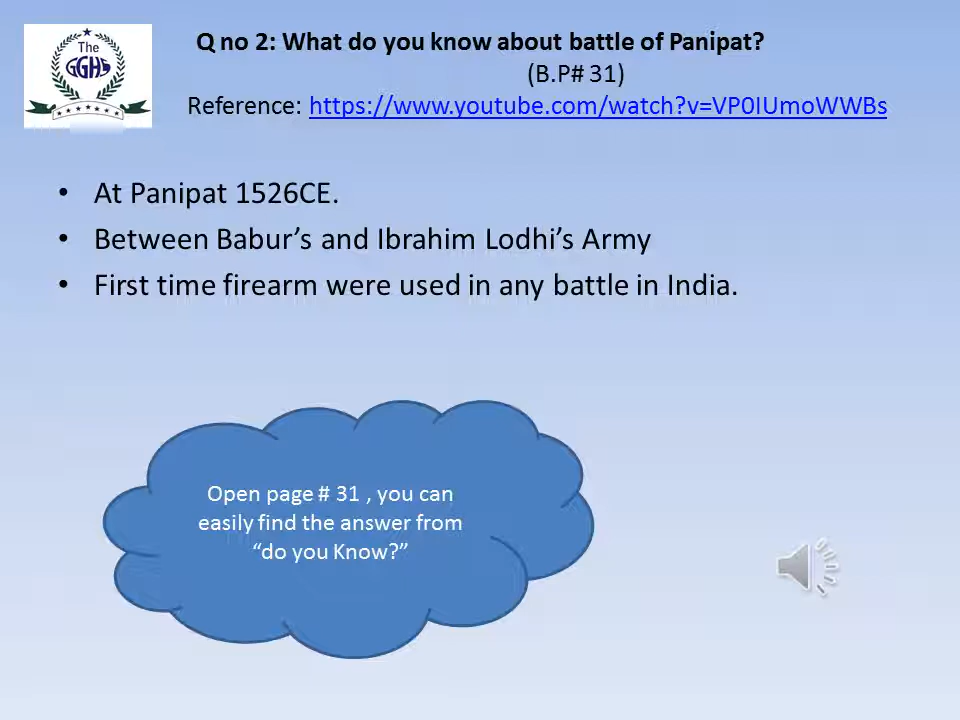 The
GGHS
Q no 2: What do you know about battle of Panipat?
(B.P# 31)
Reference: https://www.youtube.com/watch?v=VP0IUmoWWBs
• At Panipat 1526CE.
• Between Babur’s and Ibrahim Lodhi’s Army
• First time firearm were used in any battle in India.
Open page # 31 , you can
easily find the answer from
“do you Know?”